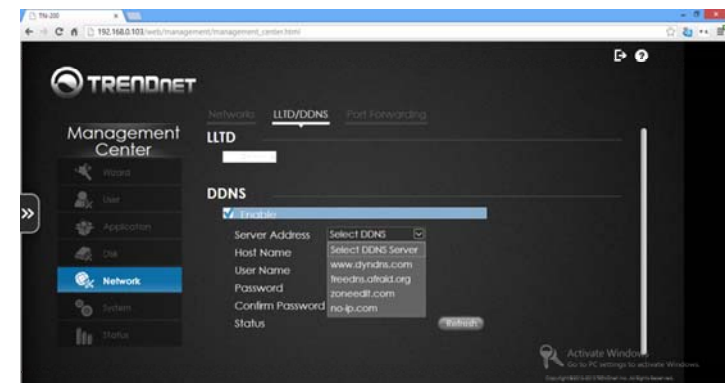 TN-200
192.168.0.103/web/management/management_center.html
TRENDnet
Networks LLTD/DDNS Port Forwarding
Management Center
Wizard
User
Application
Disk
Network
System
Status
LLTD
DDNS
Enable
Server Address Select DDNS
Host Name
User Name
Password
Confirm Password
Status
Select DDNS Server
www.dyndns.com
freedns.afraid.org
zoneedit.com
no-ip.com
Refresh
Activate Windows
Go to PC settings to activate Windows.